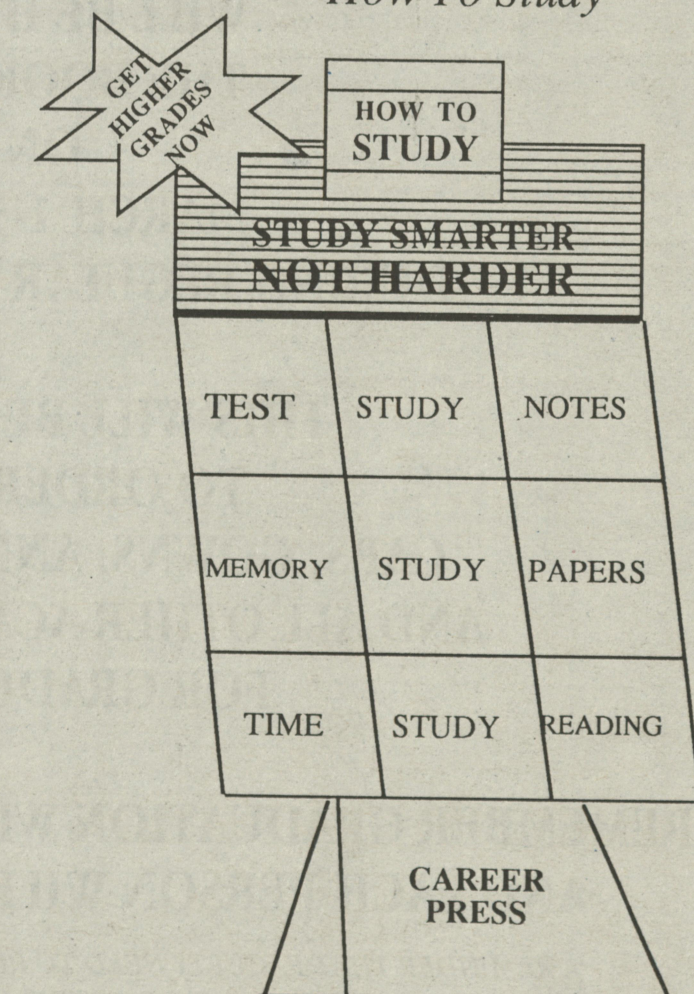 How To Study
GET
HIGHER
GRADES
NOW
HOW TO
STUDY
STUDY SMARTER
NOT HARDER
TEST STUDY NOTES
MEMORY STUDY PAPERS
TIME STUDY READING
CAREER
PRESS